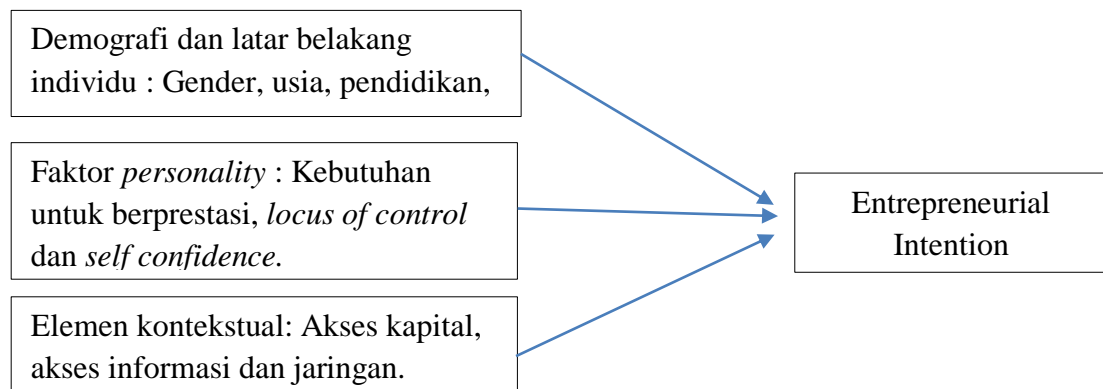 Demografi dan latar belakang
individu : Gender, usia, pendidikan,
Faktor personality : Kebutuhan
untuk berprestasi, locus of control
dan self confidence.
Elemen kontekstual: Akses kapital,
akses informasi dan jaringan.
Entrepreneurial
Intention